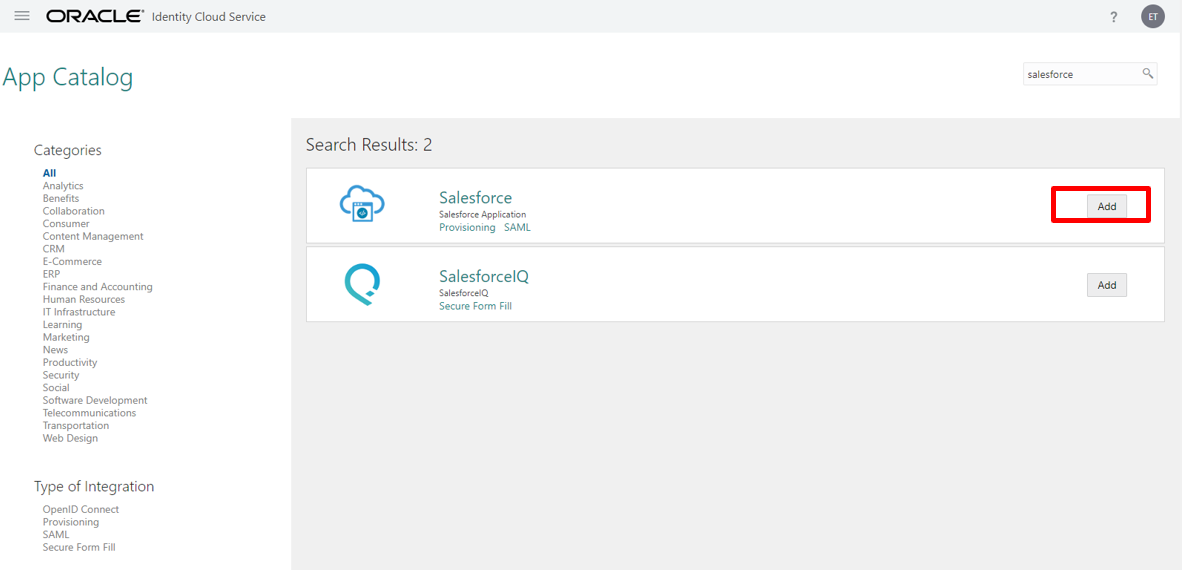 ORACLE® Identity Cloud Service
?
ET
App Catalog
salesforce
Categories
All
Analytics
Benefits
Collaboration
Consumer
Content Management
CRM
E-Commerce
ERP
Finance and Accounting
Human Resources
IT Infrastructure
Learning
Marketing
News
Productivity
Security
Social
Software Development
Telecommunications
Transportation
Web Design
Type of Integration
OpenID Connect
Provisioning
SAML
Secure Form Fill
Search Results: 2
Salesforce
Salesforce Application
Provisioning SAML
Add
SalesforceIQ
SalesforceIQ
Secure Form Fill
Add